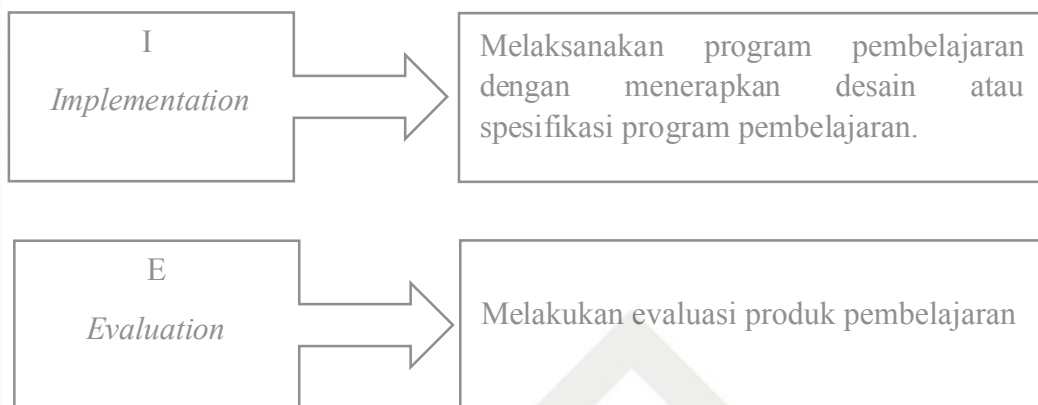 I
Implementation
Melaksanakan program pembelajaran
dengan menerapkan desain atau
spesifikasi program pembelajaran.
E
Evaluation
Melakukan evaluasi produk pembelajaran